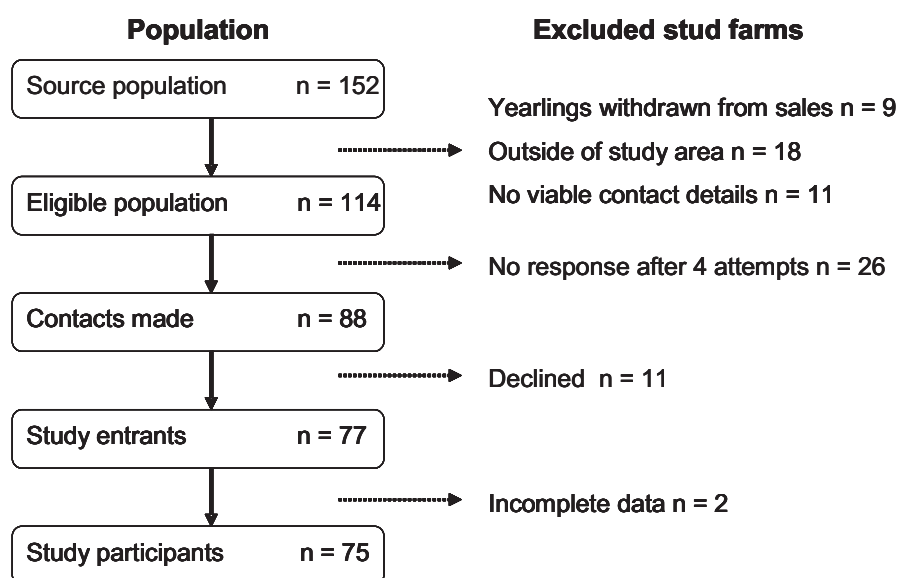 Population
Excluded stud farms
Source population n = 152
Yearlings withdrawn from sales n = 9
Outside of study area n = 18
No viable contact details n = 11
Eligible population n = 114
No response after 4 attempts n = 26
Contacts made n = 88
Declined n = 11
Study entrants n = 77
Incomplete data n = 2
Study participants n = 75